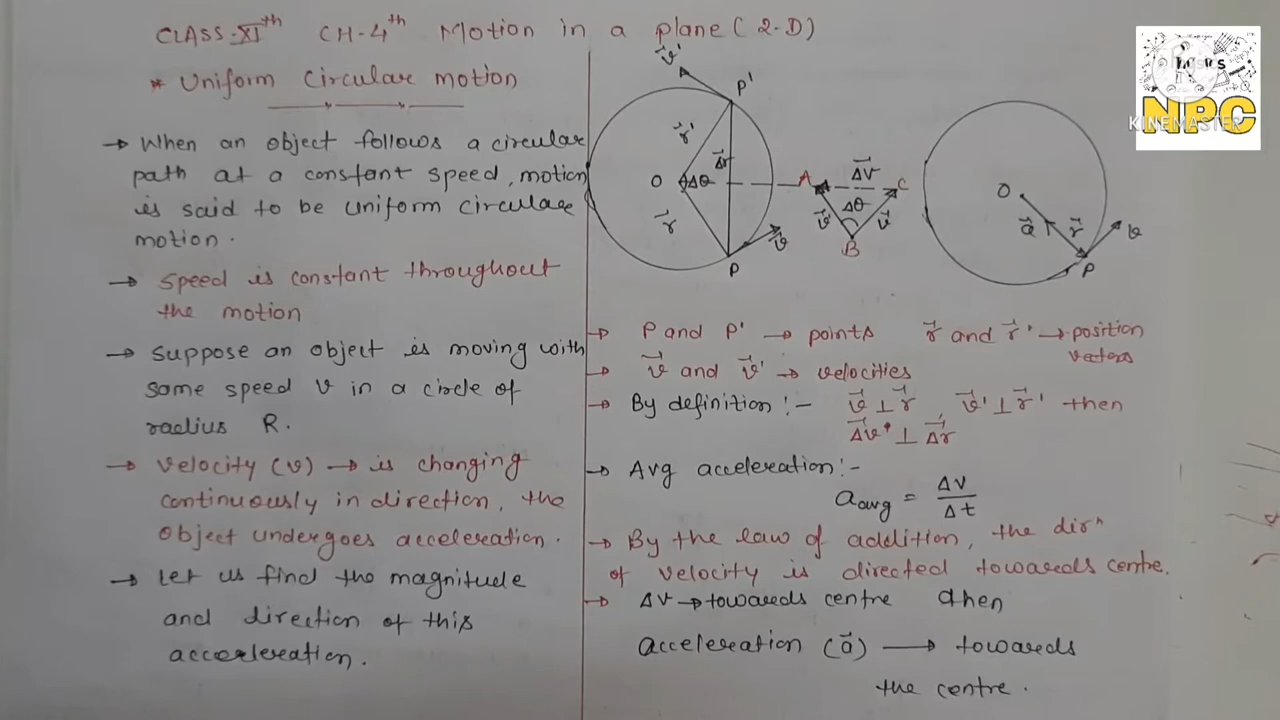 CLASS-XIth CH-4th Motion in a plane (2-D)
* Uniform Circular motion
→ When an object follows a circular
path at a constant speed, motion
is said to be uniform circular
motion.
→ Speed is constant throughout
the motion
→ Suppose an object is moving with
same speed v in a circle of
radius R.
→ Velocity (v) → is changing
continuously in direction, the
object undergoes acceleration.
→ Let us find the magnitude
and direction of this
accerlereation.
v⃗' P'
r⃗' Δr⃗
O Δθ
r⃗ v⃗
P
A Δv⃗ C
v⃗' Δθ v⃗
B
O
a⃗ r⃗ v
P
→ P and P' → points r⃗ and r⃗' → position
vectors
→ v⃗ and v⃗' → velocities
→ By definition :- v⃗ ⊥ r⃗, v⃗' ⊥ r⃗' then
Δv⃗ ⊥ Δr⃗
→ Avg acceleration :-
a avg = Δv / Δt
→ By the law of addition, the dirⁿ
of velocity is directed towards centre.
→ Δv → towards centre then
acceleration (a⃗) → towards
the centre.
Physics
NPC
KINEMASTER